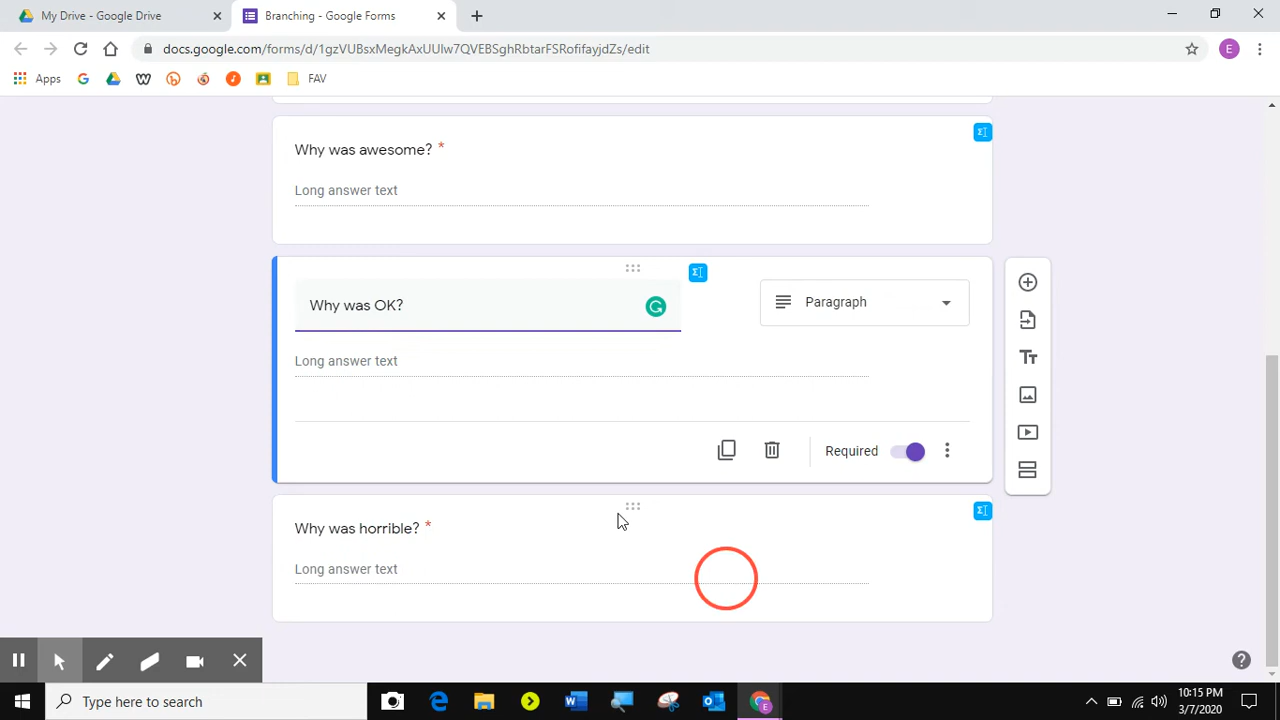 My Drive - Google Drive
Branching - Google Forms
docs.google.com/forms/d/1gzVUBsxMegkAxUUlw7QVEBSghRbtarFSRofifayjdZs/edit
E
Apps
FAV
Why was awesome? *
Long answer text
Why was OK?
Paragraph
Long answer text
Required
Why was horrible? *
Long answer text
Type here to search
10:15 PM
3/7/2020